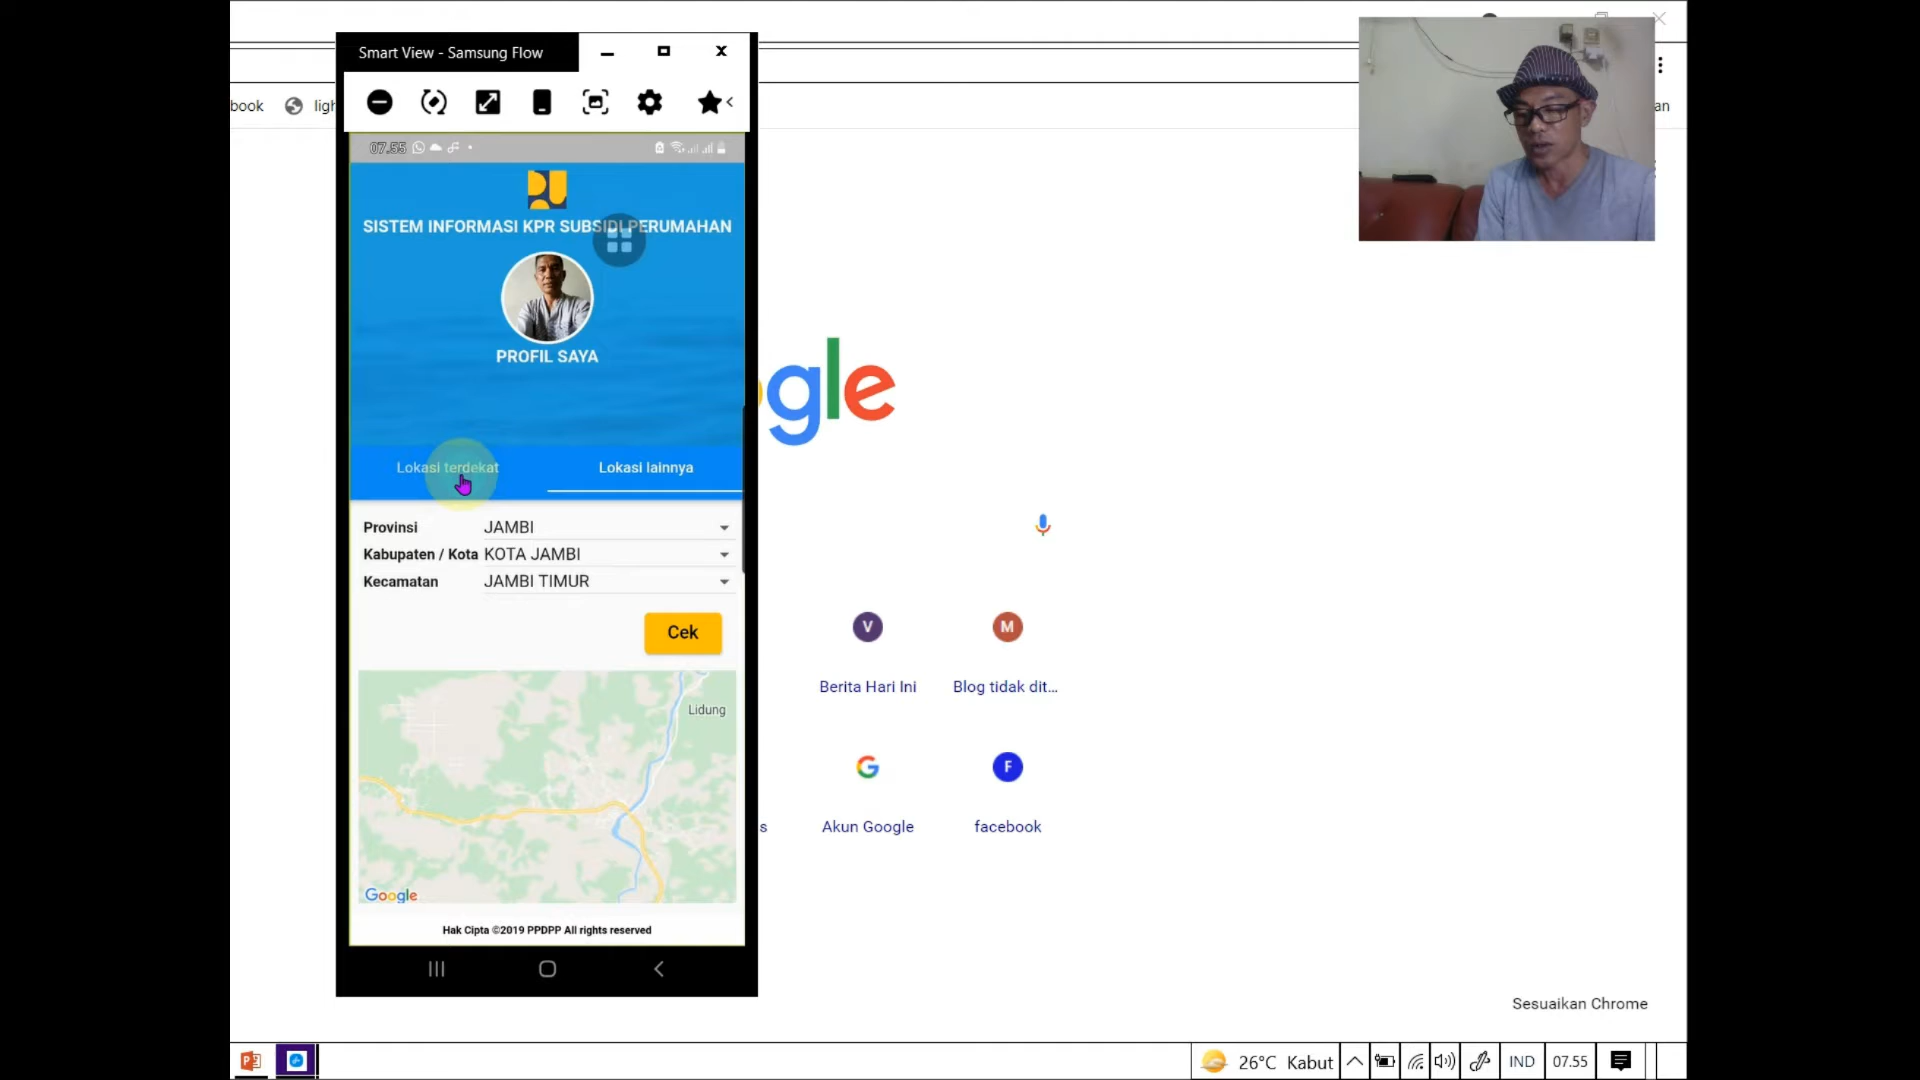 Smart View - Samsung Flow
book
ligh
an
07.55
SISTEM INFORMASI KPR SUBSIDI PERUMAHAN
PROFIL SAYA
Lokasi terdekat
Lokasi lainnya
Provinsi JAMBI
Kabupaten / Kota KOTA JAMBI
Kecamatan JAMBI TIMUR
Cek
Lidung
Google
Hak Cipta ©2019 PPDPP All rights reserved
gle
V
M
Berita Hari Ini
Blog tidak dit...
F
s
Akun Google
facebook
Sesuaikan Chrome
26°C Kabut
IND
07.55